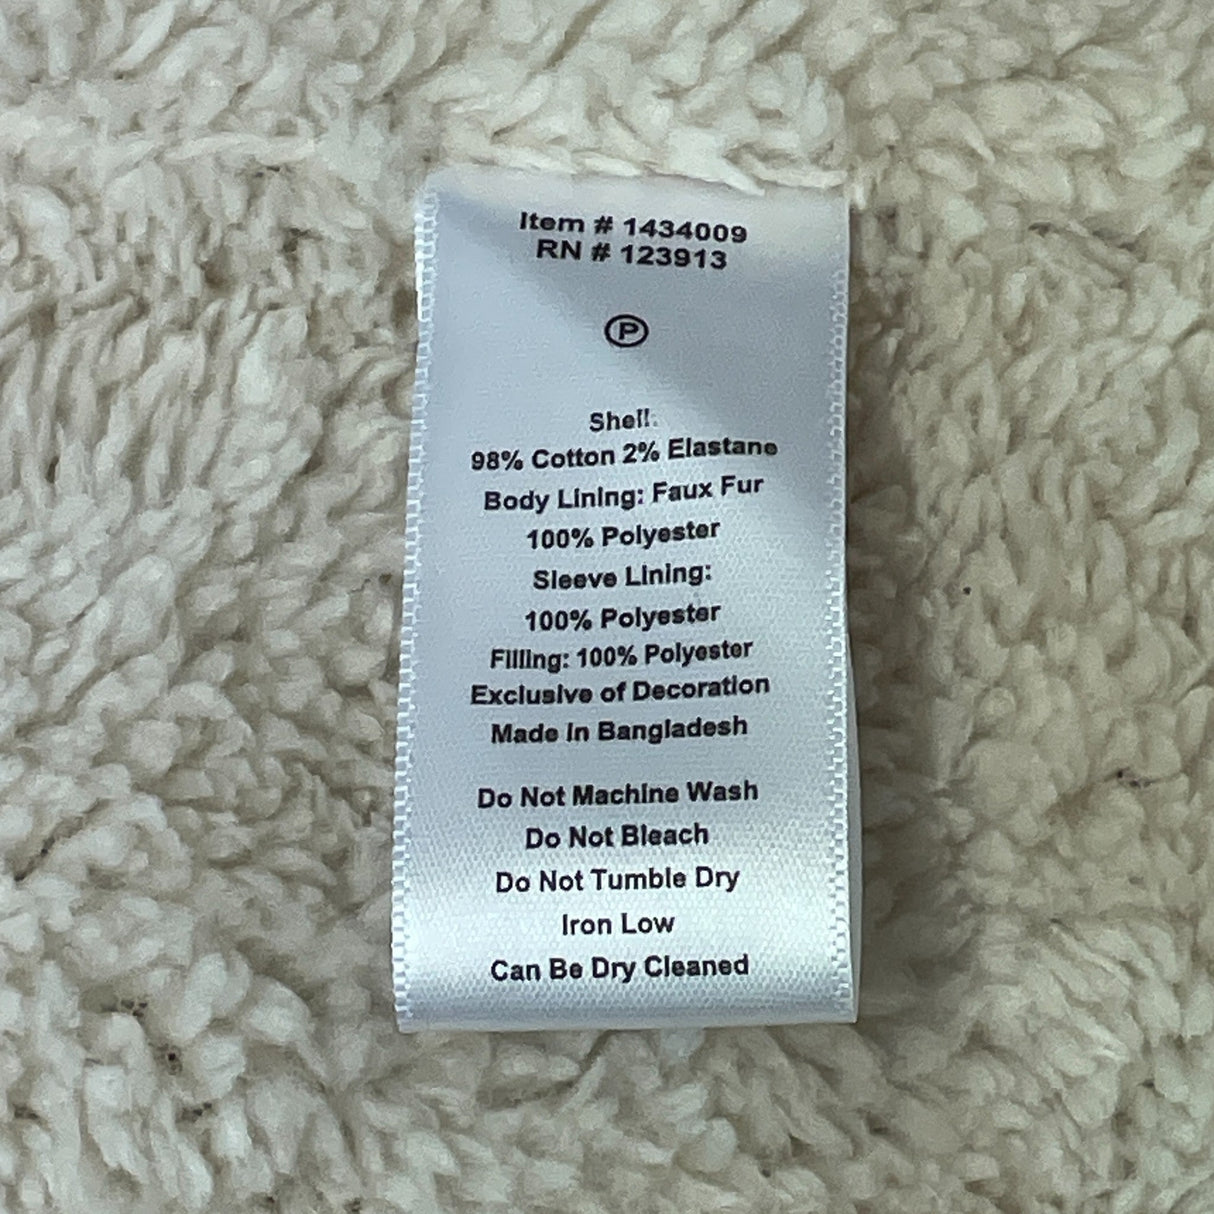 Item # 1434009
RN # 123913
P
Shell:
98% Cotton 2% Elastane
Body Lining: Faux Fur
100% Polyester
Sleeve Lining:
100% Polyester
Filling: 100% Polyester
Exclusive of Decoration
Made in Bangladesh
Do Not Machine Wash
Do Not Bleach
Do Not Tumble Dry
Iron Low
Can Be Dry Cleaned